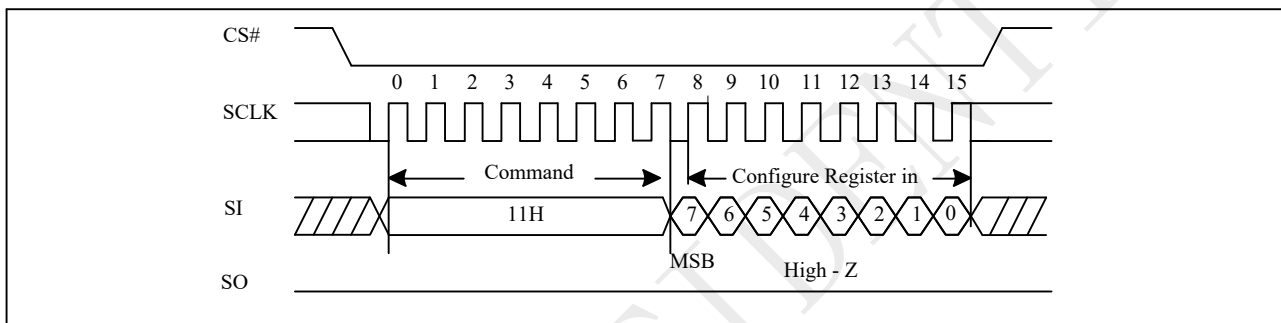 CS#
0 1 2 3 4 5 6 7 8 9 10 11 12 13 14 15
SCLK
Command Configure Register in
SI 11H 7 6 5 4 3 2 1 0
MSB High - Z
SO